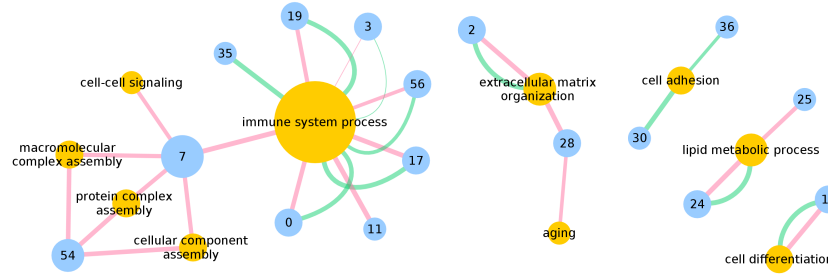 19
3
36
2
35
cell-cell signaling
56
extracellular matrix
organization
cell adhesion
25
immune system process
macromolecular
complex assembly
7
17
28
30
lipid metabolic process
protein complex
assembly
24
0
11
cellular component
assembly
54
aging
cell differentiation